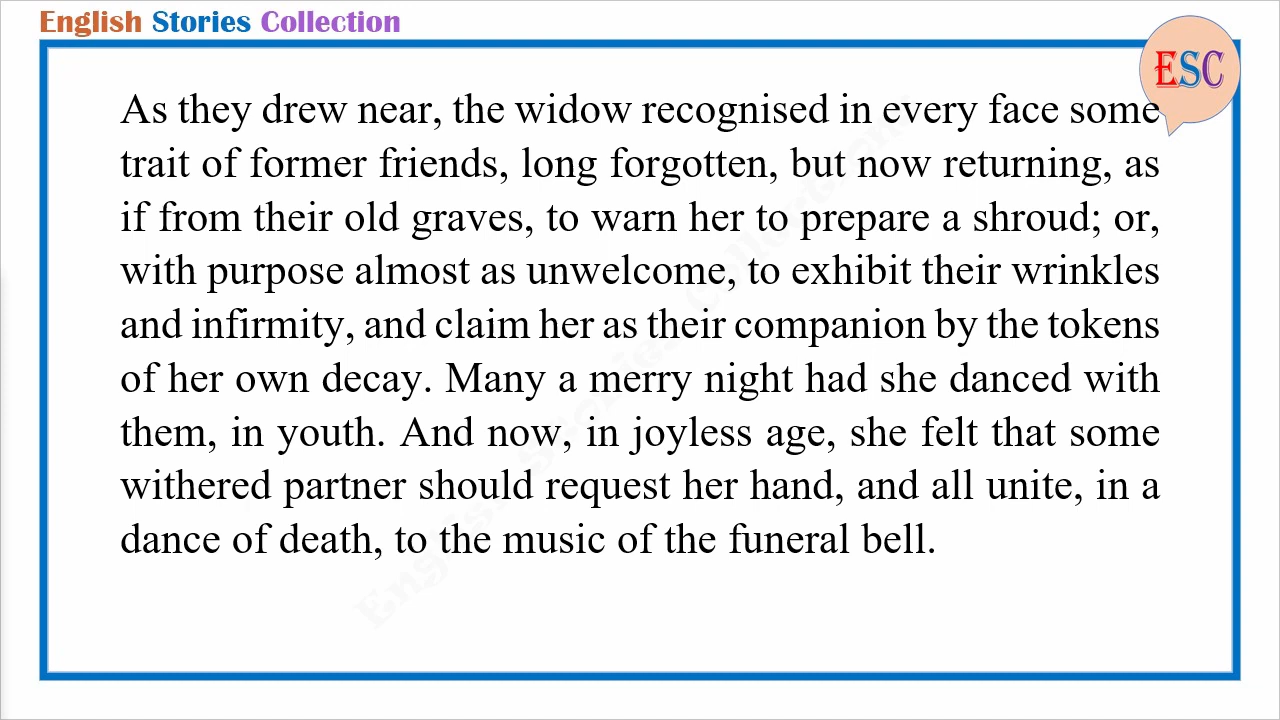 English Stories Collection
ESC
As they drew near, the widow recognised in every face some
trait of former friends, long forgotten, but now returning, as
if from their old graves, to warn her to prepare a shroud; or,
with purpose almost as unwelcome, to exhibit their wrinkles
and infirmity, and claim her as their companion by the tokens
of her own decay. Many a merry night had she danced with
them, in youth. And now, in joyless age, she felt that some
withered partner should request her hand, and all unite, in a
dance of death, to the music of the funeral bell.
English Stories Collection